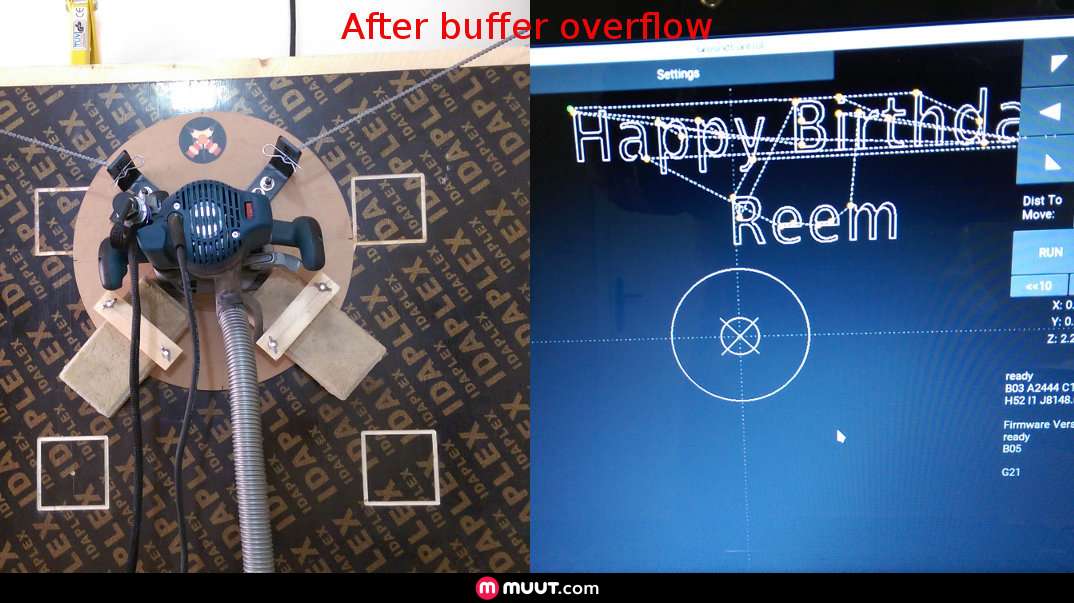 After buffer overflow
IDAPLEX
Settings
Happy Birthda
Reem
Dist To
Move:
RUN
<<10
X: 0.
Y: 0.
Z: 2.2
ready
B03 A2444 C1
H52 I1 J8148.
Firmware Vers
ready
B05
G21
muut.com